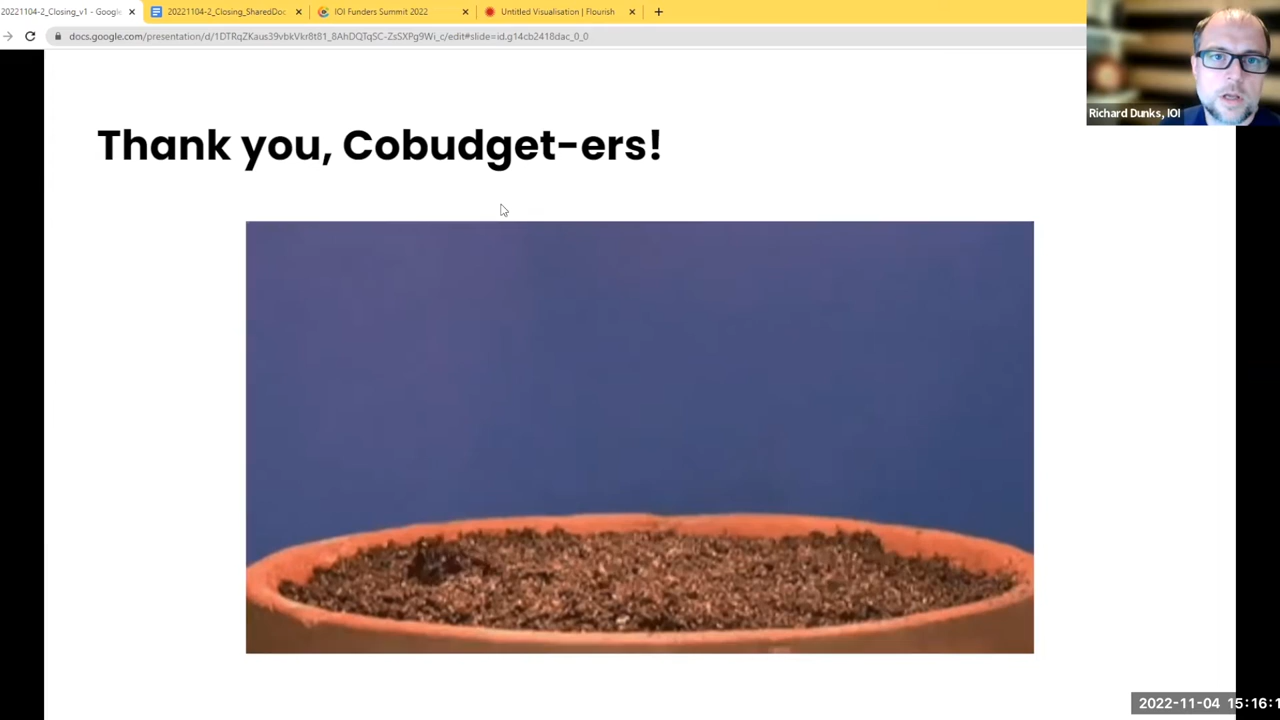 20221104-2_Closing_v1 - Google
20221104-2_Closing_SharedDoc
IOI Funders Summit 2022
Untitled Visualisation | Flourish
docs.google.com/presentation/d/1DTRqZKaus39vbkVkr8t81_8AhDQTqSC-ZsSXPg9Wi_c/edit#slide=id.g14cb2418dac_0_0
Richard Dunks, IOI
Thank you, Cobudget-ers!
2022-11-04 15:16:1